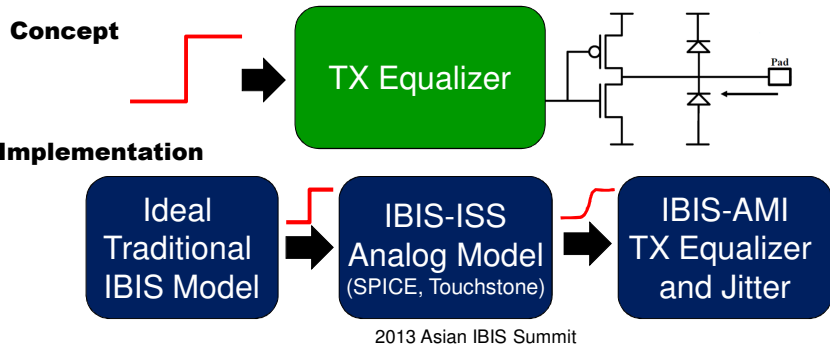 Concept
TX Equalizer
Pad
Implementation
Ideal
Traditional
IBIS Model
IBIS-ISS
Analog Model
(SPICE, Touchstone)
IBIS-AMI
TX Equalizer
and Jitter
2013 Asian IBIS Summit